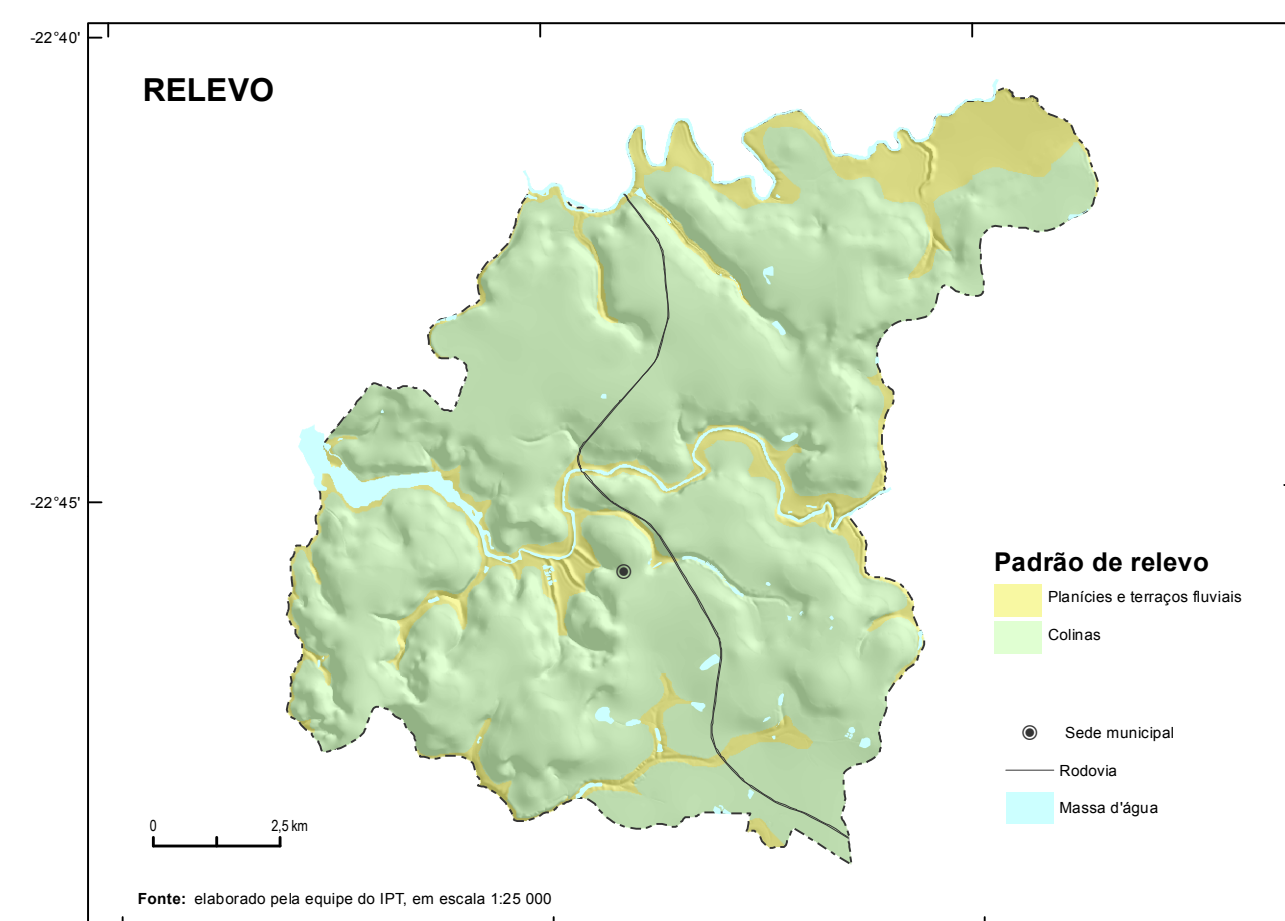 -22°40'
RELEVO
-22°45'
Padrão de relevo
Planícies e terraços fluviais
Colinas
Sede municipal
Rodovia
Massa d'água
0 2,5 km
Fonte: elaborado pela equipe do IPT, em escala 1:25 000